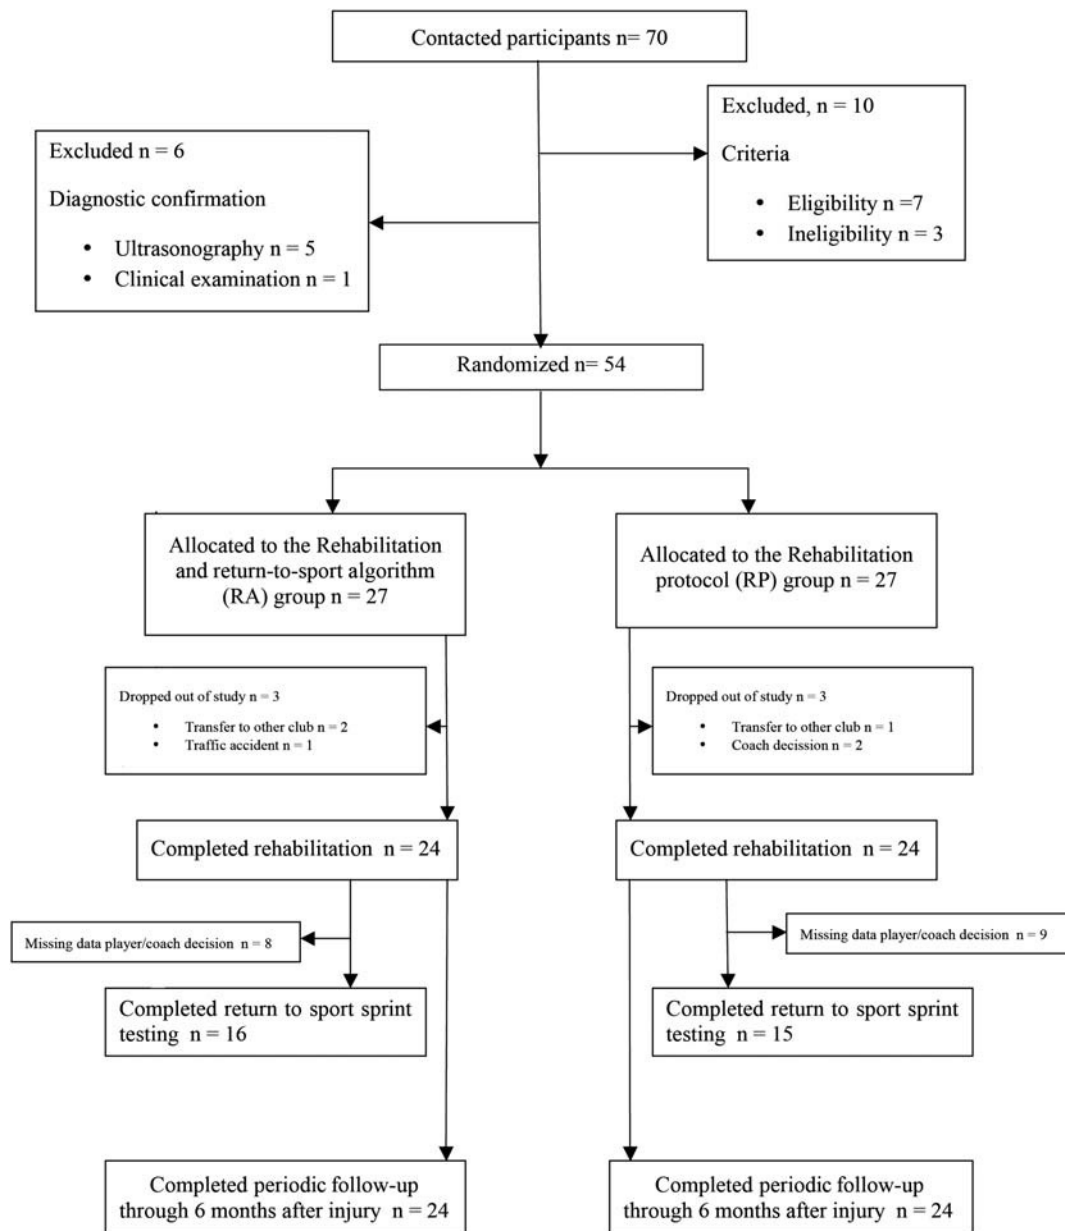 Contacted participants n= 70
Excluded, n = 10
Criteria
• Eligibility n =7
• Ineligibility n = 3
Excluded n = 6
Diagnostic confirmation
• Ultrasonography n = 5
• Clinical examination n = 1
Randomized n= 54
Allocated to the Rehabilitation
and return-to-sport algorithm
(RA) group n = 27
Allocated to the Rehabilitation
protocol (RP) group n = 27
Dropped out of study n = 3
• Transfer to other club n = 2
• Traffic accident n = 1
Dropped out of study n = 3
• Transfer to other club n = 1
• Coach decission n = 2
Completed rehabilitation n = 24
Completed rehabilitation n = 24
Missing data player/coach decision n = 8
Missing data player/coach decision n = 9
Completed return to sport sprint
testing n = 16
Completed return to sport sprint
testing n = 15
Completed periodic follow-up
through 6 months after injury n = 24
Completed periodic follow-up
through 6 months after injury n = 24